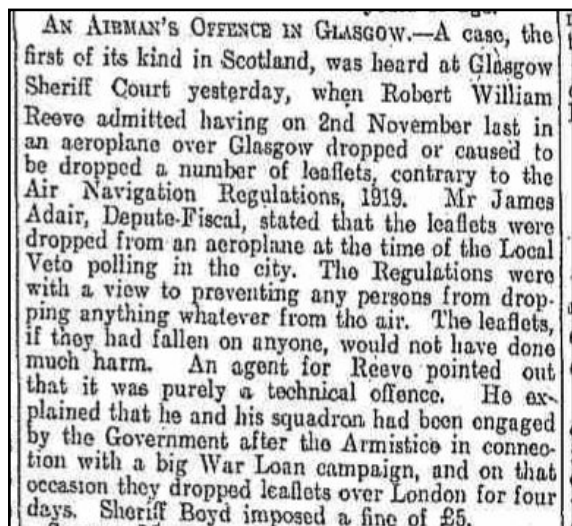 AN AIRMAN'S OFFENCE IN GLASGOW.—A case, the
first of its kind in Scotland, was heard at Glasgow
Sheriff Court yesterday, when Robert William
Reeve admitted having on 2nd November last in
an aeroplane over Glasgow dropped or caused to
be dropped a number of leaflets, contrary to the
Air Navigation Regulations, 1919. Mr James
Adair, Depute-Fiscal, stated that the leaflets were
dropped from an aeroplane at the time of the Local
Veto polling in the city. The Regulations were
with a view to preventing any persons from drop-
ping anything whatever from the air. The leaflets,
if they had fallen on anyone, would not have done
much harm. An agent for Reeve pointed out
that it was purely a technical offence. He ex-
plained that he and his squadron had been engaged
by the Government after the Armistice in connec-
tion with a big War Loan campaign, and on that
occasion they dropped leaflets over London for four
days. Sheriff Boyd imposed a fine of £5.